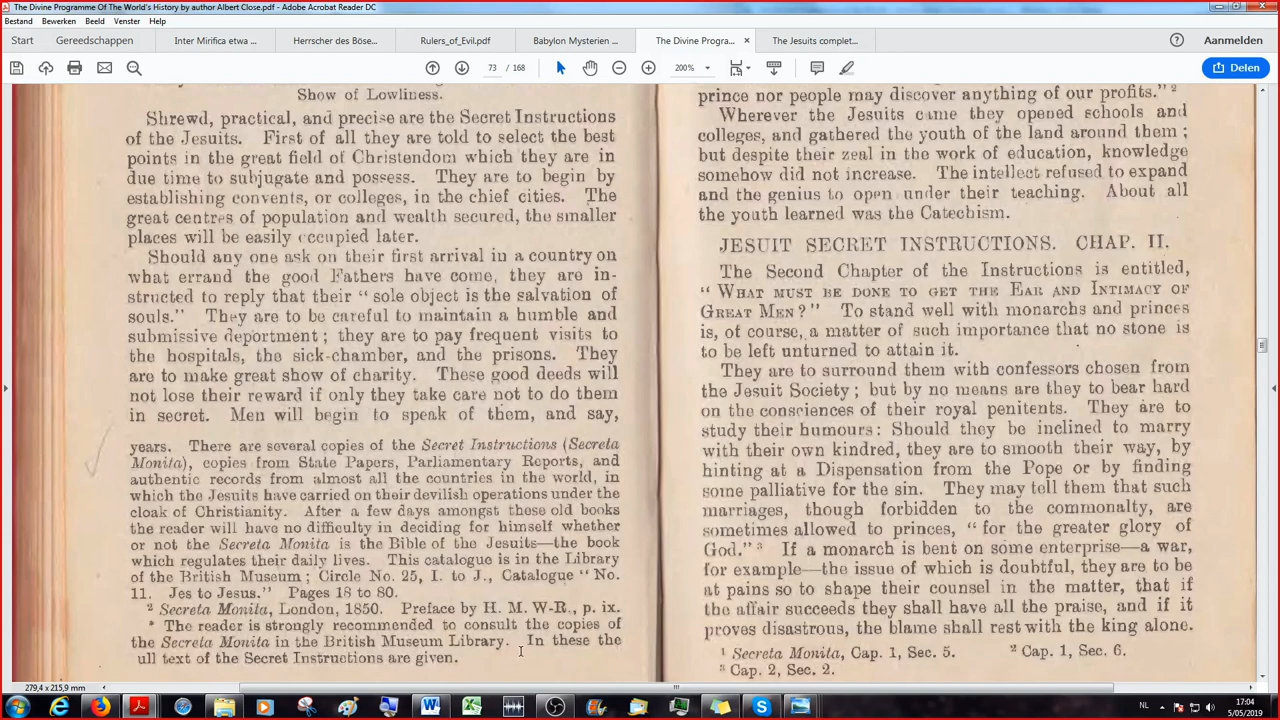 The Divine Programme Of The World's History by author Albert Close.pdf - Adobe Acrobat Reader DC
Bestand Bewerken Beeld Venster Help
Start Gereedschappen Inter Mirifica etwa ... Herrscher des Böse... Rulers_of_Evil.pdf Babylon Mysterien ... The Divine Progra... × The Jesuits complet... Aanmelden
73 / 168 200% Delen
Show of Lowliness.
Shrewd, practical, and precise are the Secret Instructions
of the Jesuits. First of all they are told to select the best
points in the great field of Christendom which they are in
due time to subjugate and possess. They are to begin by
establishing convents, or colleges, in the chief cities. The
great centres of population and wealth secured, the smaller
places will be easily occupied later.
Should any one ask on their first arrival in a country on
what errand the good Fathers have come, they are in-
structed to reply that their " sole object is the salvation of
souls." They are to be careful to maintain a humble and
submissive deportment ; they are to pay frequent visits to
the hospitals, the sick-chamber, and the prisons. They
are to make great show of charity. These good deeds will
not lose their reward if only they take care not to do them
in secret. Men will begin to speak of them, and say,
years. There are several copies of the Secret Instructions (Secreta
Monita), copies from State Papers, Parliamentary Reports, and
authentic records from almost all the countries in the world, in
which the Jesuits have carried on their devilish operations under the
cloak of Christianity. After a few days amongst these old books
the reader will have no difficulty in deciding for himself whether
or not the Secreta Monita is the Bible of the Jesuits—the book
which regulates their daily lives. This catalogue is in the Library
of the British Museum ; Circle No. 25, I. to J., Catalogue " No.
11. Jes to Jesus." Pages 18 to 80.
² Secreta Monita, London, 1850. Preface by H. M. W-R., p. ix.
* The reader is strongly recommended to consult the copies of
the Secreta Monita in the British Museum Library. In these the
ull text of the Secret Instructions are given.
prince nor people may discover anything of our profits." ²
Wherever the Jesuits came they opened schools and
colleges, and gathered the youth of the land around them ;
but despite their zeal in the work of education, knowledge
somehow did not increase. The intellect refused to expand
and the genius to open under their teaching. About all
the youth learned was the Catechism.
JESUIT SECRET INSTRUCTIONS. CHAP. II.
The Second Chapter of the Instructions is entitled,
" WHAT MUST BE DONE TO GET THE EAR AND INTIMACY OF
GREAT MEN ? " To stand well with monarchs and princes
is, of course, a matter of such importance that no stone is
to be left unturned to attain it.
They are to surround them with confessors chosen from
the Jesuit Society ; but by no means are they to bear hard
on the consciences of their royal penitents. They are to
study their humours : Should they be inclined to marry
with their own kindred, they are to smooth their way, by
hinting at a Dispensation from the Pope or by finding
some palliative for the sin. They may tell them that such
marriages, though forbidden to the commonalty, are
sometimes allowed to princes, " for the greater glory of
God." ³ If a monarch is bent on some enterprise—a war,
for example—the issue of which is doubtful, they are to be
at pains so to shape their counsel in the matter, that if
the affair succeeds they shall have all the praise, and if it
proves disastrous, the blame shall rest with the king alone.
¹ Secreta Monita, Cap. 1, Sec. 5. ² Cap. 1, Sec. 6.
³ Cap. 2, Sec. 2.
279,4 x 215,9 mm
NL 17:04
5/05/2019